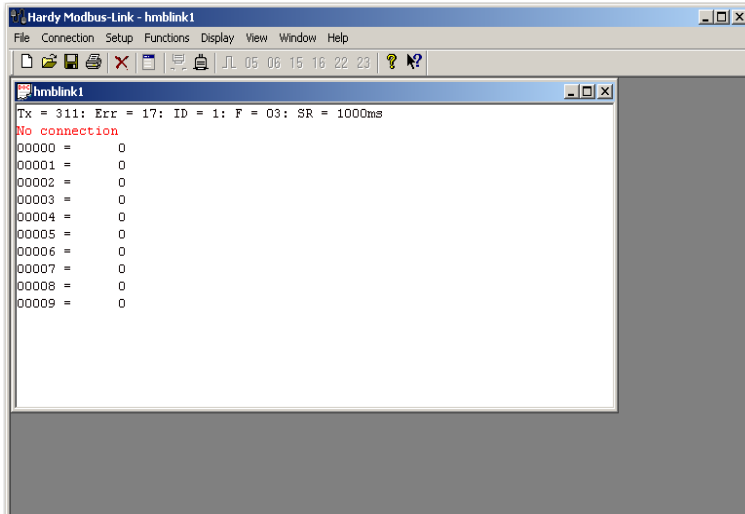 Hardy Modbus-Link - hmblink1
File Connection Setup Functions Display View Window Help
05 06 15 16 22 23
hmblink1
Tx = 311: Err = 17: ID = 1: F = 03: SR = 1000ms
No connection
00000 = 0
00001 = 0
00002 = 0
00003 = 0
00004 = 0
00005 = 0
00006 = 0
00007 = 0
00008 = 0
00009 = 0